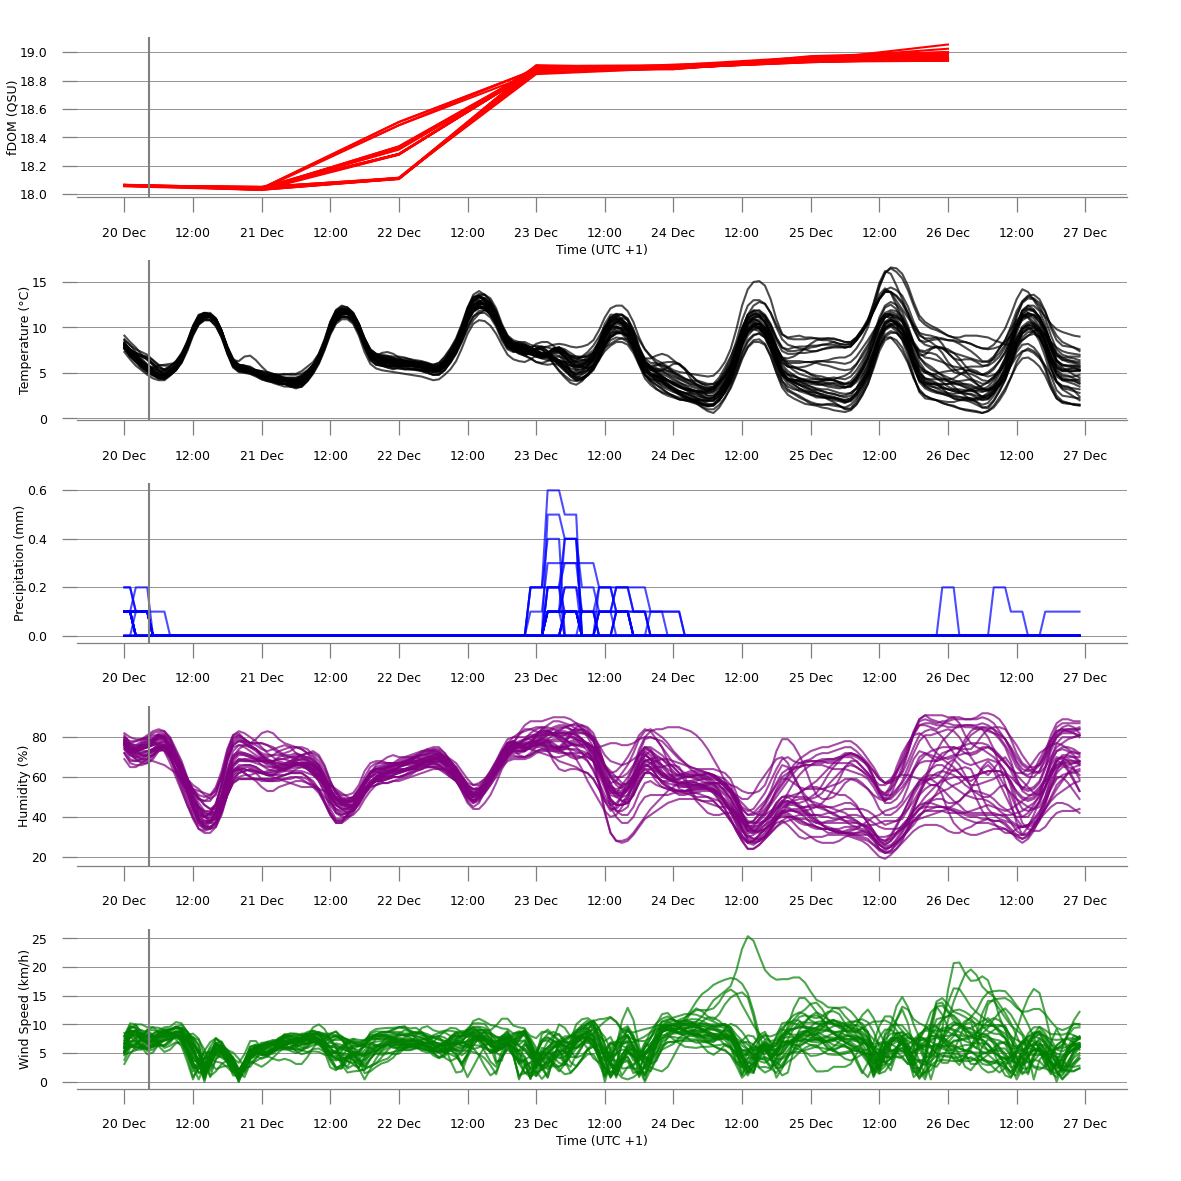 fDOM (QSU)
19.0
18.8
18.6
18.4
18.2
18.0
20 Dec 12:00 21 Dec 12:00 22 Dec 12:00 23 Dec 12:00 24 Dec 12:00 25 Dec 12:00 26 Dec 12:00 27 Dec
Time (UTC +1)
Temperature (°C)
15
10
5
0
20 Dec 12:00 21 Dec 12:00 22 Dec 12:00 23 Dec 12:00 24 Dec 12:00 25 Dec 12:00 26 Dec 12:00 27 Dec
Precipitation (mm)
0.6
0.4
0.2
0.0
20 Dec 12:00 21 Dec 12:00 22 Dec 12:00 23 Dec 12:00 24 Dec 12:00 25 Dec 12:00 26 Dec 12:00 27 Dec
Humidity (%)
80
60
40
20
20 Dec 12:00 21 Dec 12:00 22 Dec 12:00 23 Dec 12:00 24 Dec 12:00 25 Dec 12:00 26 Dec 12:00 27 Dec
Wind Speed (km/h)
25
20
15
10
5
0
20 Dec 12:00 21 Dec 12:00 22 Dec 12:00 23 Dec 12:00 24 Dec 12:00 25 Dec 12:00 26 Dec 12:00 27 Dec
Time (UTC +1)